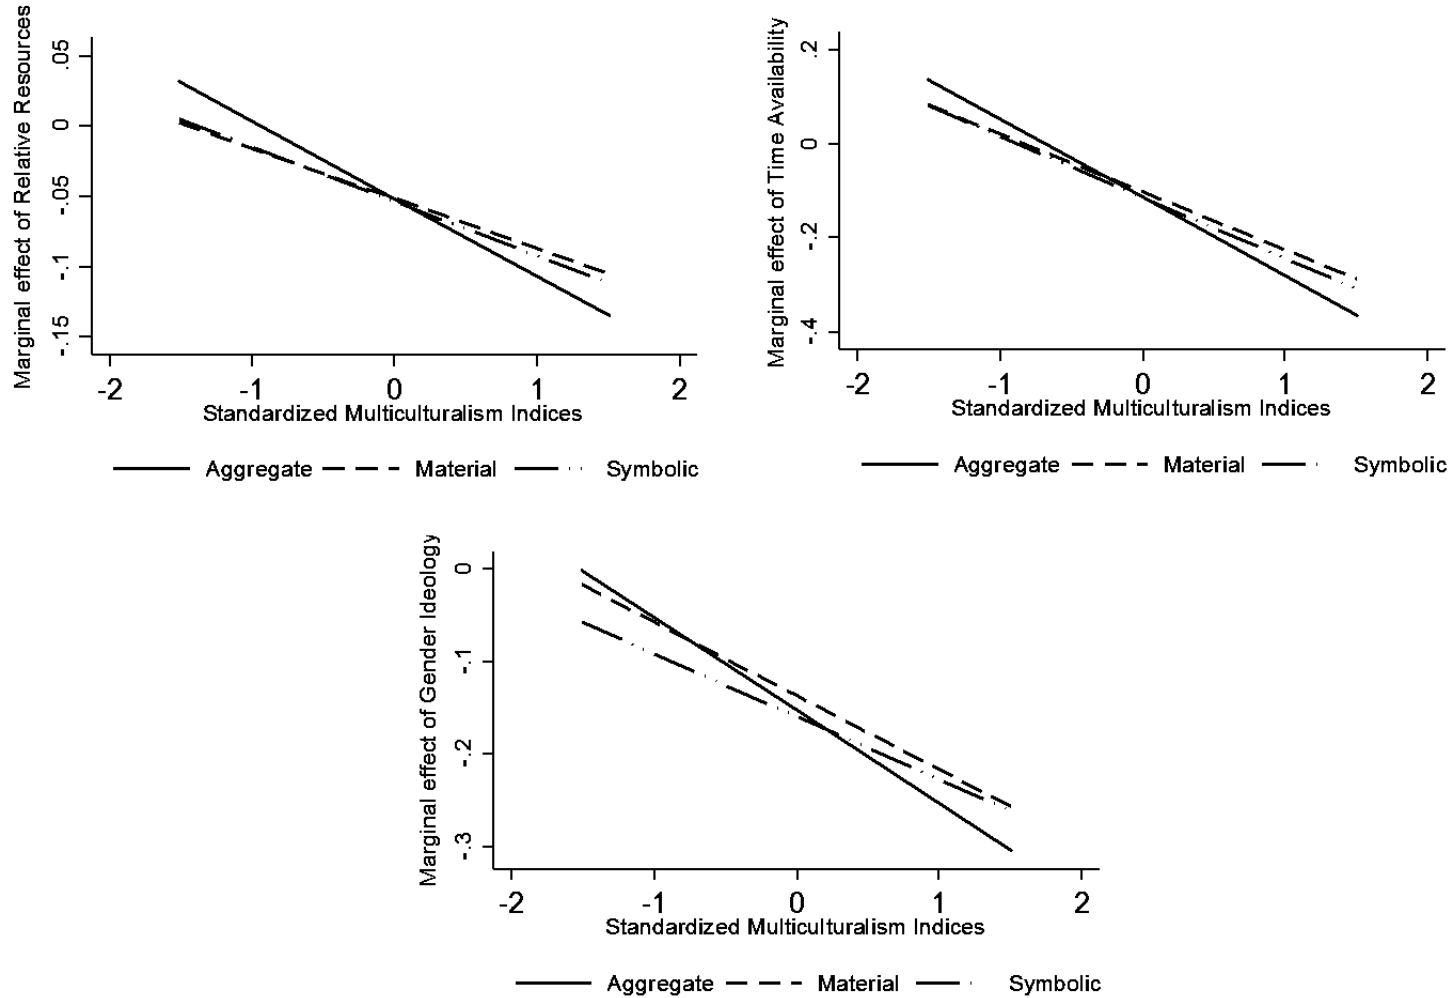 Marginal effect of Relative Resources
.05
0
-.05
-.1
-.15
-2 -1 0 1 2
Standardized Multiculturalism Indices
Aggregate Material Symbolic
Marginal effect of Time Availability
.2
0
-.2
-.4
-2 -1 0 1 2
Standardized Multiculturalism Indices
Aggregate Material Symbolic
Marginal effect of Gender Ideology
0
-.1
-.2
-.3
-2 -1 0 1 2
Standardized Multiculturalism Indices
Aggregate Material Symbolic